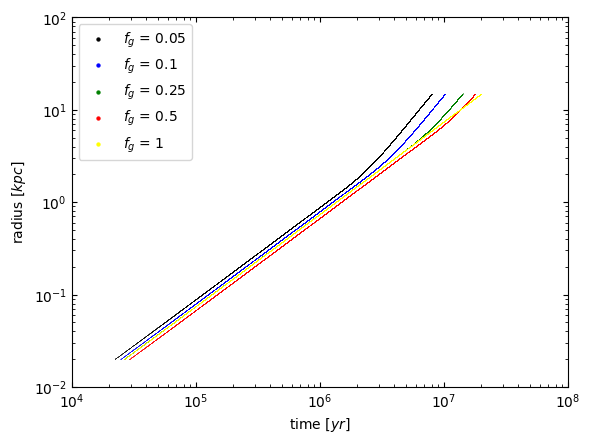 10²
10¹
10⁰
10⁻¹
10⁻²
radius [kpc]
f_g = 0.05
f_g = 0.1
f_g = 0.25
f_g = 0.5
f_g = 1
10⁴ 10⁵ 10⁶ 10⁷ 10⁸
time [yr]